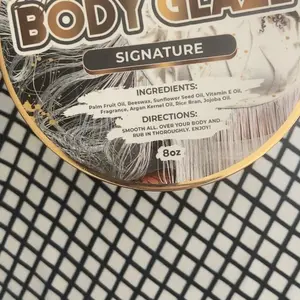 BODY GLAZE
SIGNATURE
INGREDIENTS:
Palm Fruit Oil, Beeswax, Sunflower Seed Oil, Vitamin E Oil,
Fragrance, Argan Kernel Oil, Rice Bran, Jojoba Oil.
DIRECTIONS:
SMOOTH ALL OVER YOUR BODY AND
RUB IN THOROUGHLY. ENJOY!
8oz